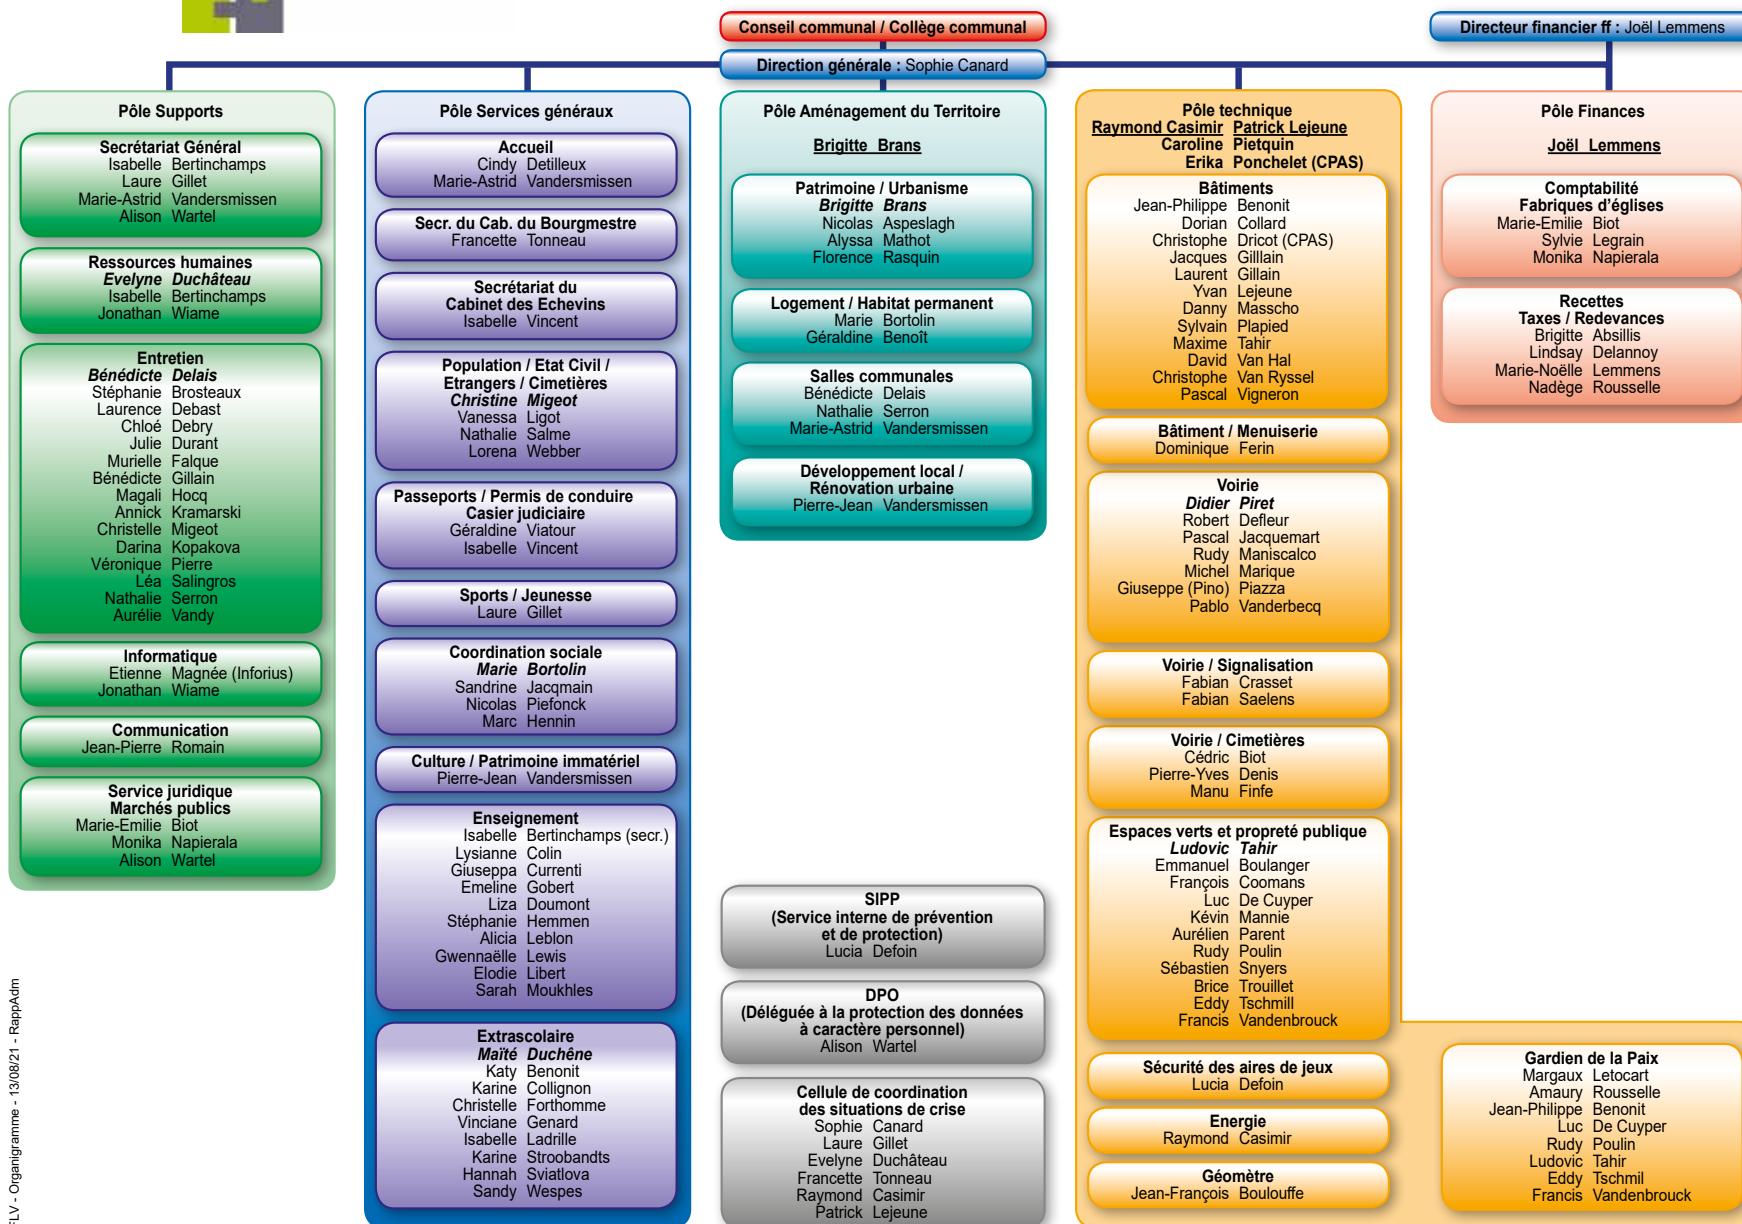 Conseil communal / Collège communal
Directeur financier ff : Joël Lemmens
Direction générale : Sophie Canard
Pôle Supports
Secrétariat Général
Isabelle Bertinchamps
Laure Gillet
Marie-Astrid Vandersmissen
Alison Wartel
Ressources humaines
Evelyne Duchâteau
Isabelle Bertinchamps
Jonathan Wiame
Entretien
Bénédicte Delais
Stéphanie Brosteaux
Laurence Debast
Chloé Debry
Julie Durant
Murielle Falque
Bénédicte Gillain
Magali Hocq
Annick Kramarski
Christelle Migeot
Darina Kopakova
Véronique Pierre
Léa Salingros
Nathalie Serron
Aurélie Vandy
Informatique
Etienne Magnée (Inforius)
Jonathan Wiame
Communication
Jean-Pierre Romain
Service juridique
Marchés publics
Marie-Emilie Biot
Monika Napierala
Alison Wartel
Pôle Services généraux
Accueil
Cindy Detilleux
Marie-Astrid Vandersmissen
Secr. du Cab. du Bourgmestre
Francette Tonneau
Secrétariat du
Cabinet des Echevins
Isabelle Vincent
Population / Etat Civil /
Etrangers / Cimetières
Christine Migeot
Vanessa Ligot
Nathalie Salme
Lorena Webber
Passeports / Permis de conduire
Casier judiciaire
Géraldine Viatour
Isabelle Vincent
Sports / Jeunesse
Laure Gillet
Coordination sociale
Marie Bortolin
Sandrine Jacqmain
Nicolas Piefonck
Marc Hennin
Culture / Patrimoine immatériel
Pierre-Jean Vandersmissen
Enseignement
Isabelle Bertinchamps (secr.)
Lysianne Colin
Giuseppa Currenti
Emeline Gobert
Liza Doumont
Stéphanie Hemmen
Alicia Leblon
Gwennaëlle Lewis
Elodie Libert
Sarah Moukhles
Extrascolaire
Maïté Duchêne
Katy Benonit
Karine Collignon
Christelle Forthomme
Vinciane Genard
Isabelle Ladrille
Karine Stroobandts
Hannah Sviatlova
Sandy Wespes
Pôle Aménagement du Territoire
Brigitte Brans
Patrimoine / Urbanisme
Brigitte Brans
Nicolas Aspeslagh
Alyssa Mathot
Florence Rasquin
Logement / Habitat permanent
Marie Bortolin
Géraldine Benoît
Salles communales
Bénédicte Delais
Nathalie Serron
Marie-Astrid Vandersmissen
Développement local /
Rénovation urbaine
Pierre-Jean Vandersmissen
SIPP
(Service interne de prévention
et de protection)
Lucia Defoin
DPO
(Déléguée à la protection des données
à caractère personnel)
Alison Wartel
Cellule de coordination
des situations de crise
Sophie Canard
Laure Gillet
Evelyne Duchâteau
Francette Tonneau
Raymond Casimir
Patrick Lejeune
Pôle technique
Raymond Casimir Patrick Lejeune
Caroline Pietquin
Erika Ponchelet (CPAS)
Bâtiments
Jean-Philippe Benonit
Dorian Collard
Christophe Dricot (CPAS)
Jacques Gilllain
Laurent Gillain
Yvan Lejeune
Danny Masscho
Sylvain Plapied
Maxime Tahir
David Van Hal
Christophe Van Ryssel
Pascal Vigneron
Bâtiment / Menuiserie
Dominique Ferin
Voirie
Didier Piret
Robert Defleur
Pascal Jacquemart
Rudy Maniscalco
Michel Marique
Giuseppe (Pino) Piazza
Pablo Vanderbecq
Voirie / Signalisation
Fabian Crasset
Fabian Saelens
Voirie / Cimetières
Cédric Biot
Pierre-Yves Denis
Manu Finfe
Espaces verts et propreté publique
Ludovic Tahir
Emmanuel Boulanger
François Coomans
Luc De Cuyper
Kévin Mannie
Aurélien Parent
Rudy Poulin
Sébastien Snyers
Brice Trouillet
Eddy Tschmill
Francis Vandenbrouck
Sécurité des aires de jeux
Lucia Defoin
Energie
Raymond Casimir
Géomètre
Jean-François Boulouffe
Pôle Finances
Joël Lemmens
Comptabilité
Fabriques d'églises
Marie-Emilie Biot
Sylvie Legrain
Monika Napierala
Recettes
Taxes / Redevances
Brigitte Absillis
Lindsay Delannoy
Marie-Noëlle Lemmens
Nadège Rousselle
Gardien de la Paix
Margaux Letocart
Amaury Rousselle
Jean-Philippe Benonit
Luc De Cuyper
Rudy Poulin
Ludovic Tahir
Eddy Tschmil
Francis Vandenbrouck
FLV - Organigramme - 13/08/21 - RappAdm